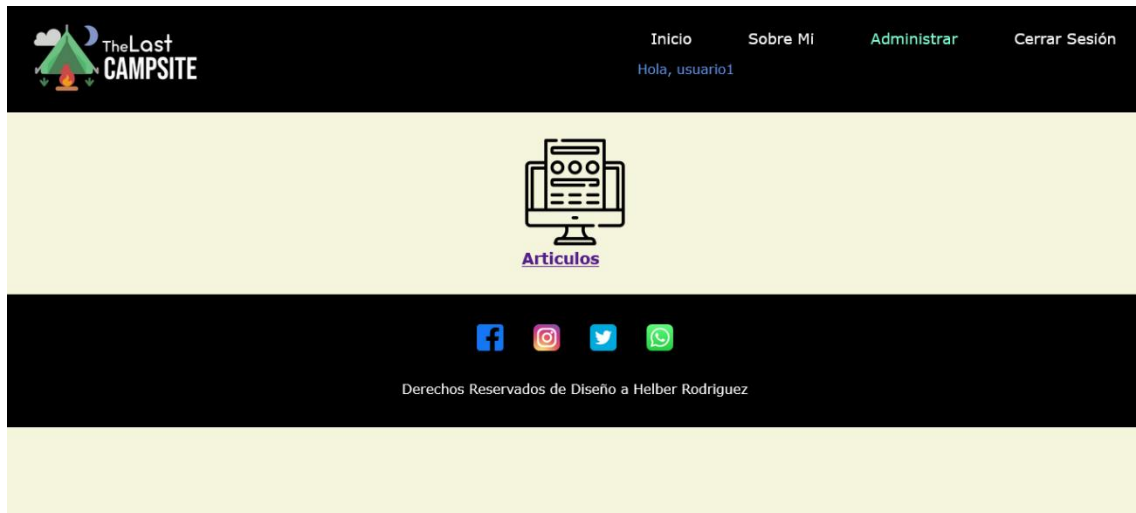 TheLast
CAMPSITE
Inicio Sobre Mi Administrar Cerrar Sesión
Hola, usuario1
Articulos
Derechos Reservados de Diseño a Helber Rodriguez